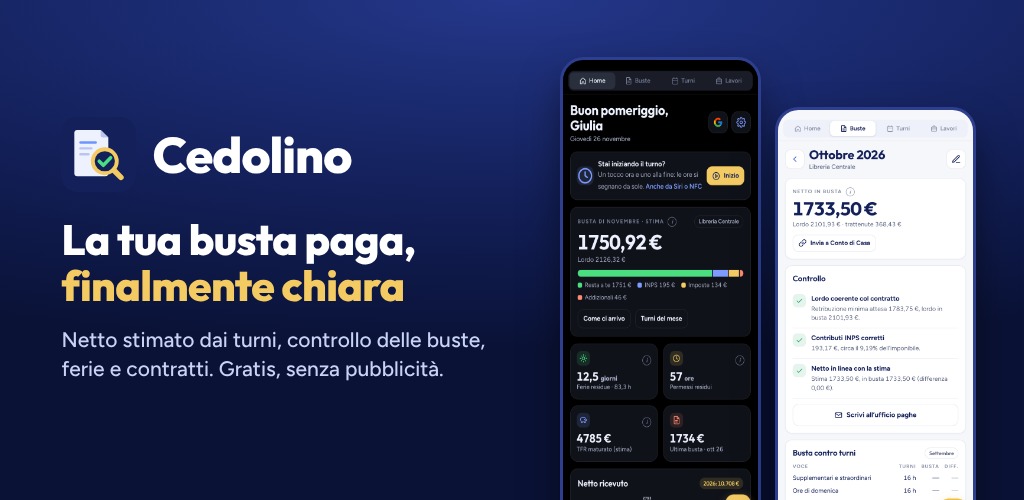 Cedolino
La tua busta paga,
finalmente chiara
Netto stimato dai turni, controllo delle buste,
ferie e contratti. Gratis, senza pubblicità.
Home Buste Turni Lavori
Buon pomeriggio,
Giulia
Giovedì 26 novembre
Stai iniziando il turno?
Un tocco ora e uno alla fine: le ore si
segnano da sole. Anche da Siri o NFC
Inizio
BUSTA DI NOVEMBRE · STIMA i Libreria Centrale
1750,92 €
Lordo 2126,32 €
Resta a te 1751 € INPS 195 € Imposte 134 €
Addizionali 46 €
Come ci arrivo Turni del mese
12,5 giorni
Ferie residue · 83,3 h
57 ore
Permessi residui
4785 €
TFR maturato (stima)
1734 €
Ultima busta · ott 26
Netto ricevuto 2026: 10.706 €
Home Buste Turni Lavori
Ottobre 2026
Libreria Centrale
NETTO IN BUSTA i
1733,50 €
Lordo 2101,93 € · trattenute 368,43 €
Invia a Conto di Casa
Controllo
Lordo coerente col contratto
Retribuzione minima attesa 1783,75 €, lordo in
busta 2101,93 €.
Contributi INPS corretti
193,17 €, circa il 9,19% dell'imponibile.
Netto in linea con la stima
Stima 1733,50 €, in busta 1733,50 € (differenza
0,00 €).
Scrivi all'ufficio paghe
Busta contro turni Settembre
VOCE TURNI BUSTA DIFF.
Supplementari e straordinari 16 h — —
Ore di domenica 16 h — —